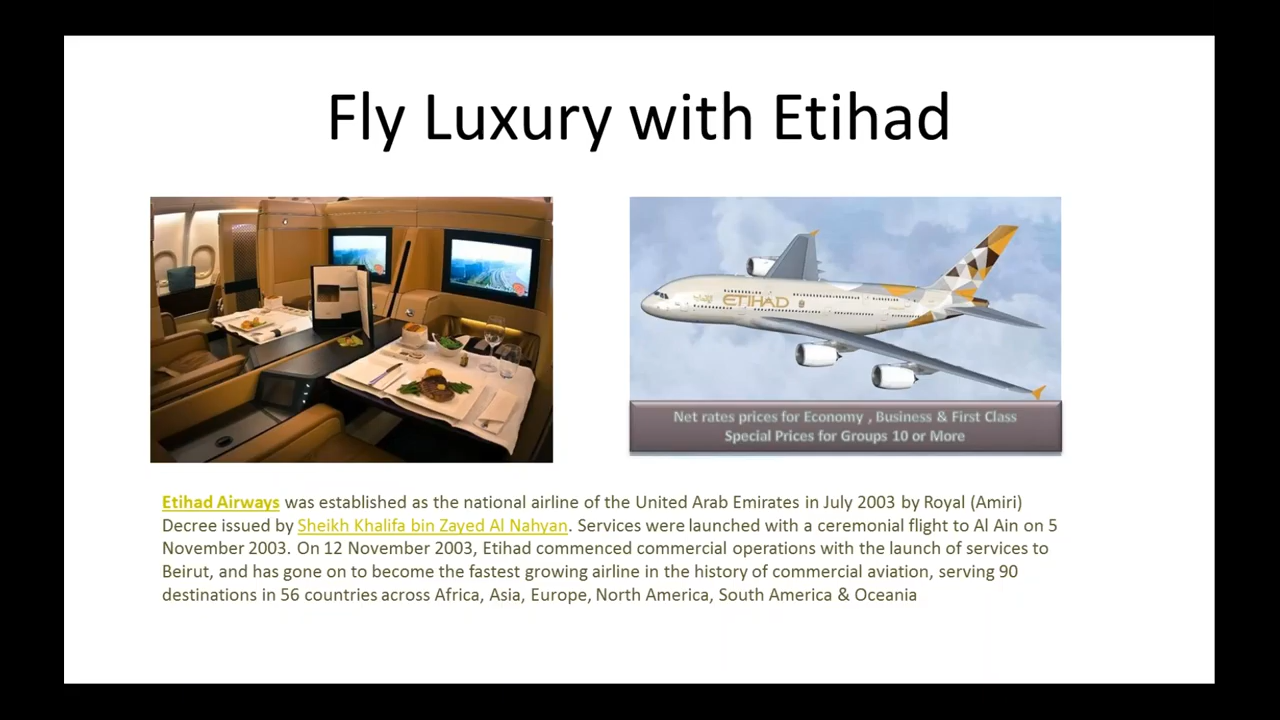 Fly Luxury with Etihad
ETIHAD
Net rates prices for Economy , Business & First Class
Special Prices for Groups 10 or More
Etihad Airways was established as the national airline of the United Arab Emirates in July 2003 by Royal (Amiri)
Decree issued by Sheikh Khalifa bin Zayed Al Nahyan. Services were launched with a ceremonial flight to Al Ain on 5
November 2003. On 12 November 2003, Etihad commenced commercial operations with the launch of services to
Beirut, and has gone on to become the fastest growing airline in the history of commercial aviation, serving 90
destinations in 56 countries across Africa, Asia, Europe, North America, South America & Oceania